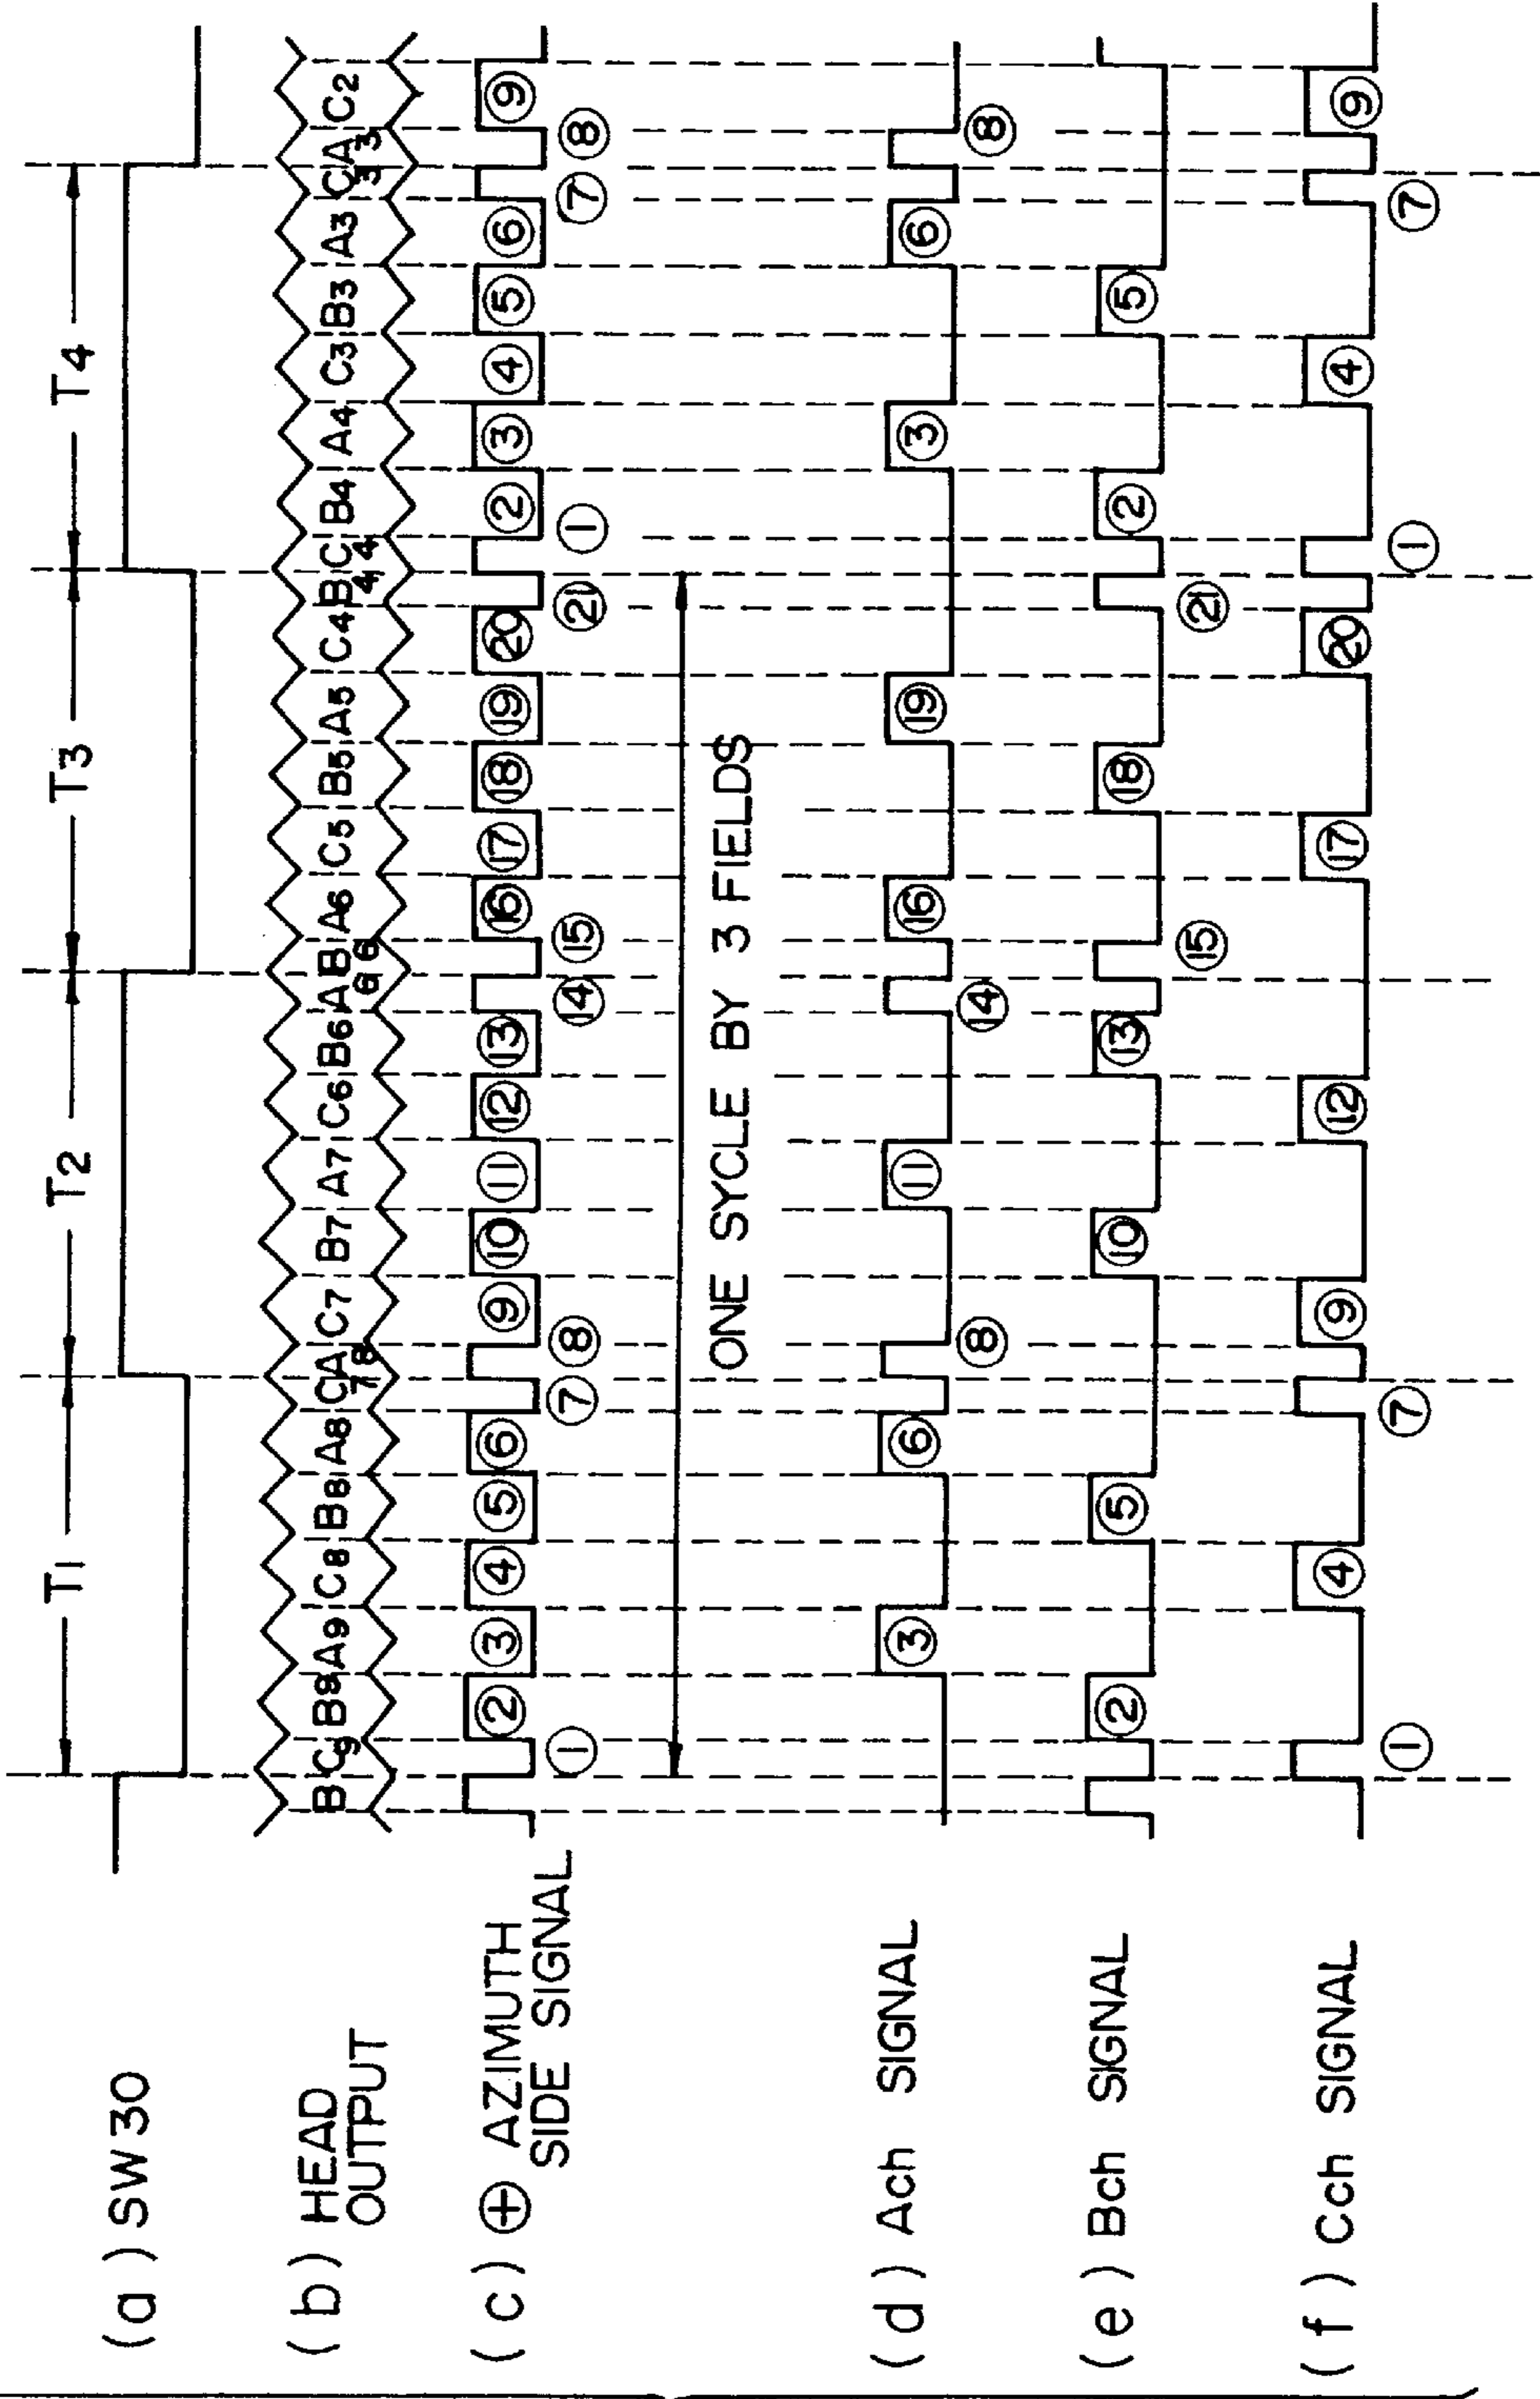 T1 T2 T3 T4
(a) SW30
(b) HEAD OUTPUT
B C9 B9 A9 C8 B8 A8 C7 A8 C7 B7 A7 C6 B6 A6 B6 A6 C5 B5 A5 C4 B4 C4 B4 A4 C3 B3 A3 C3 A3 C2
(c) ⊕ AZIMUTH SIDE SIGNAL
② ③ ④ ⑤ ⑥ ⑨ ⑩ ⑪ ⑫ ⑬ ⑯ ⑰ ⑱ ⑲ ⑳ ② ③ ④ ⑤ ⑥ ⑨
① ⑦ ⑧ ⑭ ⑮ ㉑ ① ⑦ ⑧
ONE SYCLE BY 3 FIELDS
(d) Ach SIGNAL
③ ⑥ ⑪ ⑯ ⑲ ③ ⑥
⑧ ⑭ ⑧
(e) Bch SIGNAL
② ⑤ ⑩ ⑬ ⑱ ② ⑤
⑮ ㉑
(f) Cch SIGNAL
④ ⑨ ⑫ ⑰ ⑳ ④ ⑨
① ⑦ ① ⑦